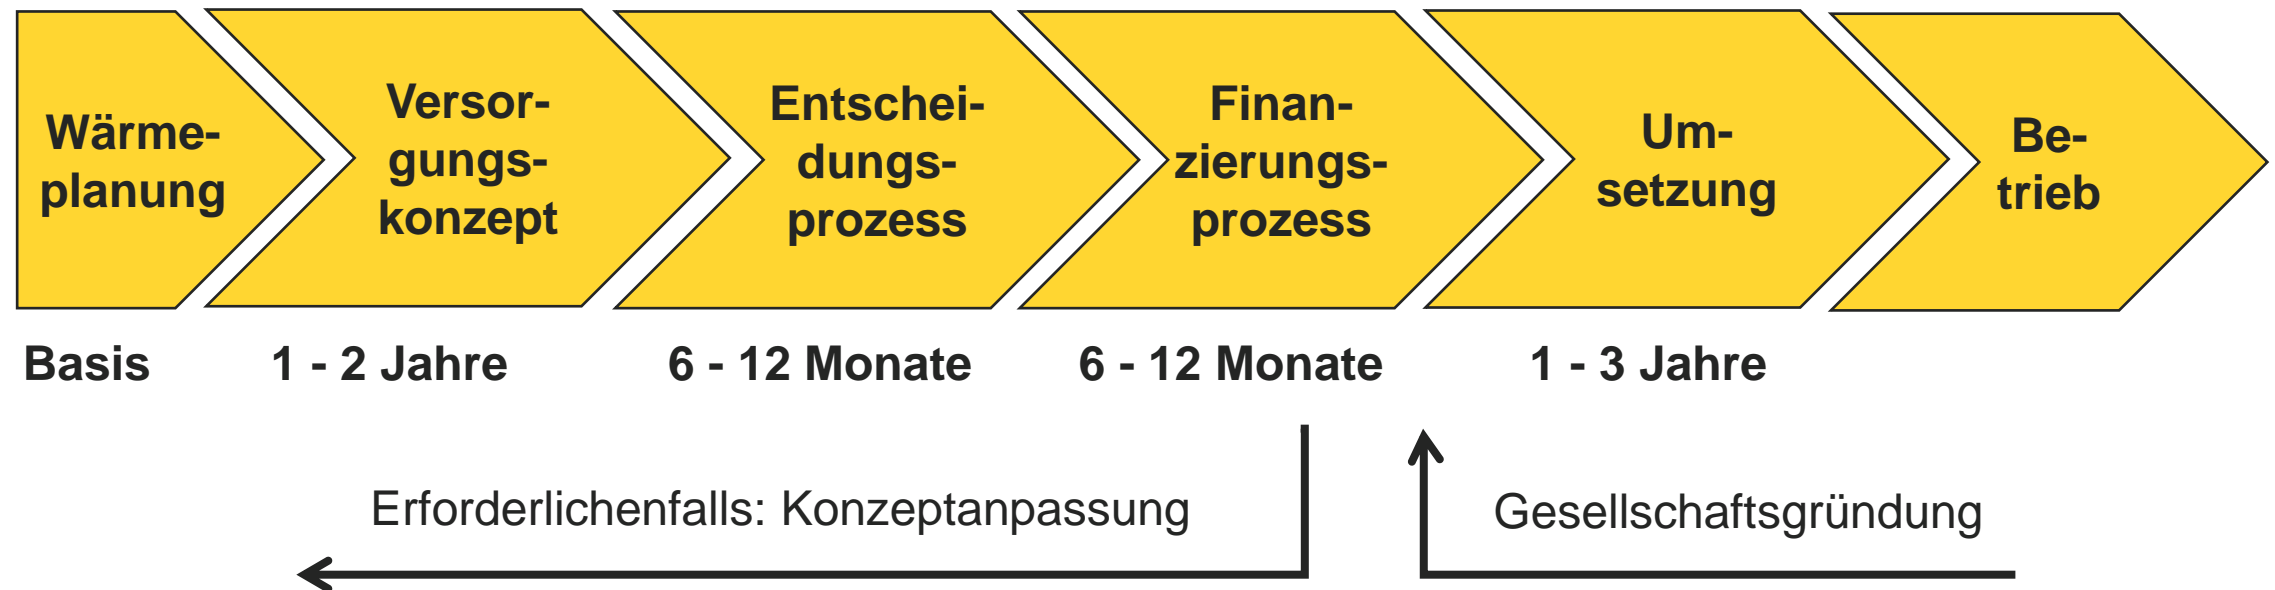 Wärme-
planung
Versor-
gungs-
konzept
Entschei-
dungs-
prozess
Finan-
zierungs-
prozess
Um-
setzung
Be-
trieb
Basis
1 - 2 Jahre
6 - 12 Monate
6 - 12 Monate
1 - 3 Jahre
Erforderlichenfalls: Konzeptanpassung
Gesellschaftsgründung